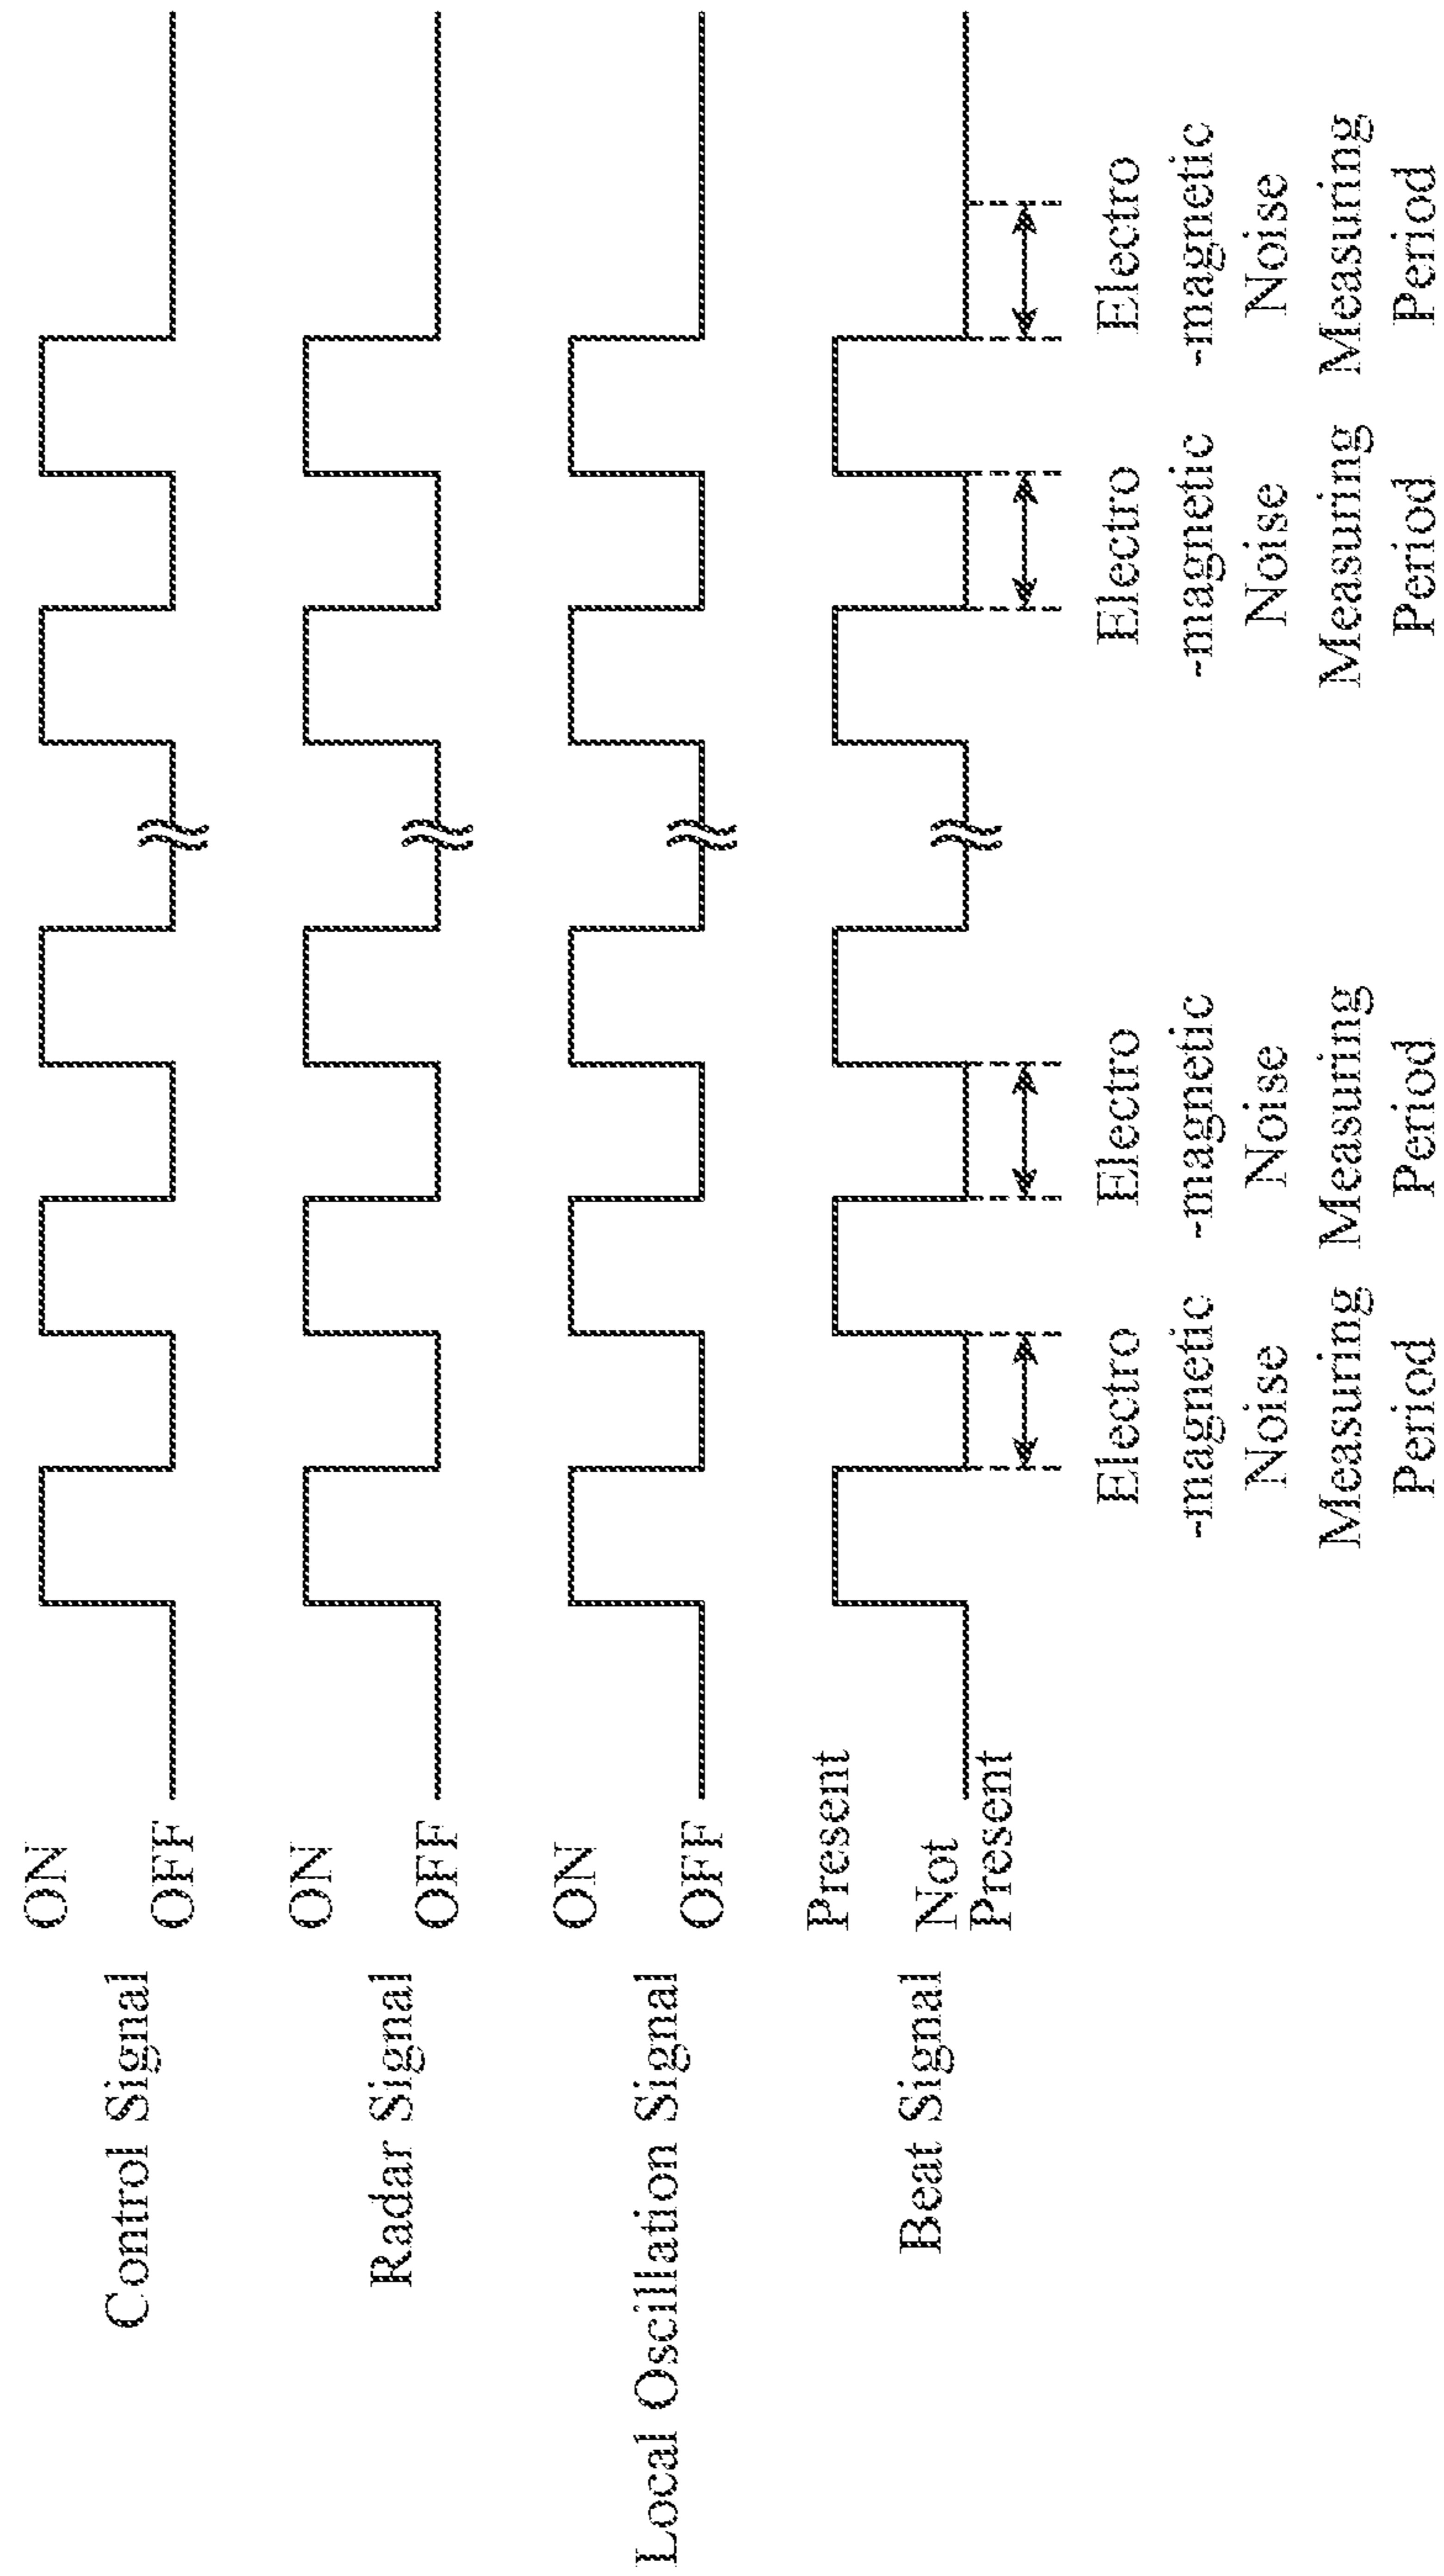 Control Signal
ON
OFF
Radar Signal
ON
OFF
Local Oscillation Signal
ON
OFF
Beat Signal
Present
Not
Present
Electro
-magnetic
Noise
Measuring
Period
Electro
-magnetic
Noise
Measuring
Period
Electro
-magnetic
Noise
Measuring
Period
Electro
-magnetic
Noise
Measuring
Period